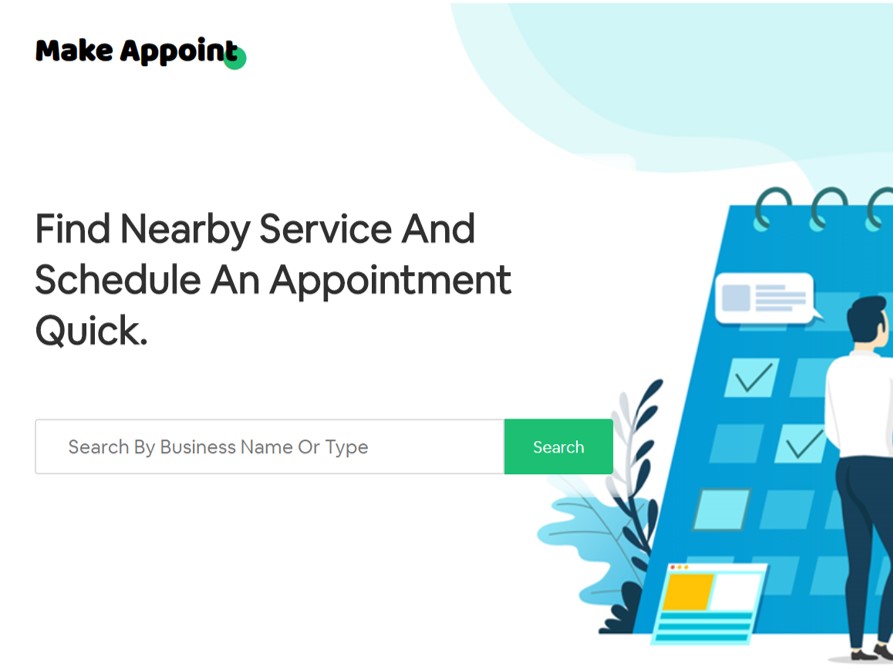 Make Appoint
Find Nearby Service And
Schedule An Appointment
Quick.
Search By Business Name Or Type
Search